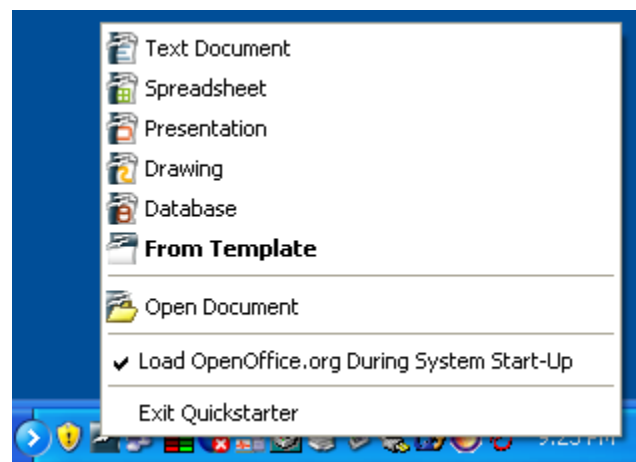 Text Document
Spreadsheet
Presentation
Drawing
Database
From Template
Open Document
Load OpenOffice.org During System Start-Up
Exit Quickstarter